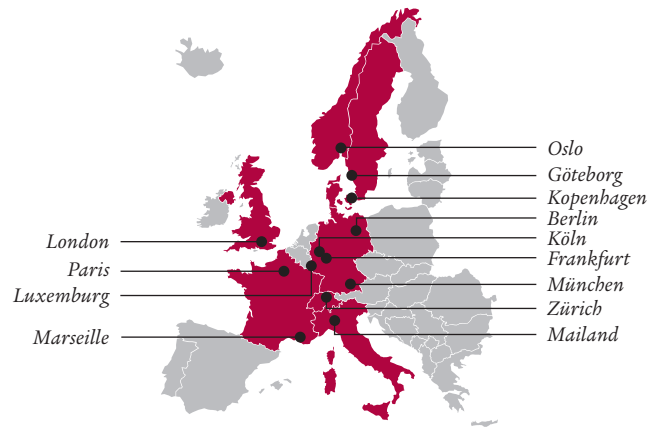 Oslo
Göteborg
Kopenhagen
Berlin
Köln
Frankfurt
München
Zürich
Mailand
London
Paris
Luxemburg
Marseille